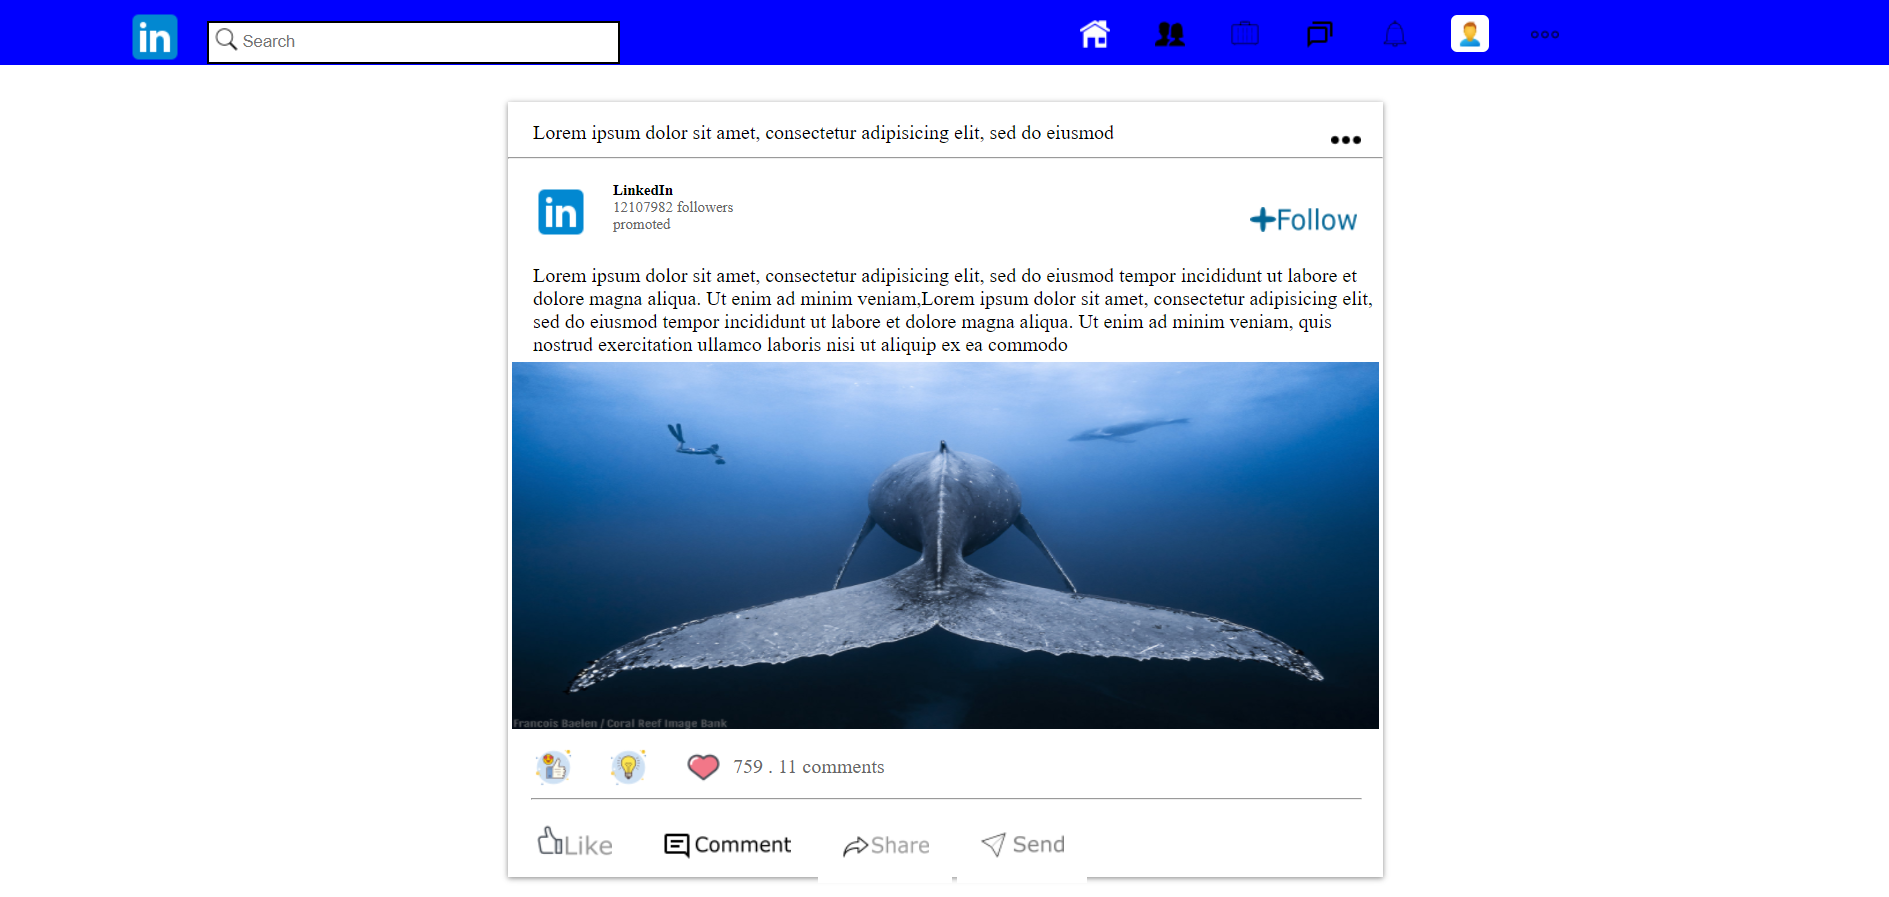 in
Search
Lorem ipsum dolor sit amet, consectetur adipisicing elit, sed do eiusmod
in
LinkedIn
12107982 followers
promoted
Follow
Lorem ipsum dolor sit amet, consectetur adipisicing elit, sed do eiusmod tempor incididunt ut labore et
dolore magna aliqua. Ut enim ad minim veniam,Lorem ipsum dolor sit amet, consectetur adipisicing elit,
sed do eiusmod tempor incididunt ut labore et dolore magna aliqua. Ut enim ad minim veniam, quis
nostrud exercitation ullamco laboris nisi ut aliquip ex ea commodo
Francois Baelen / Coral Reef Image Bank
759 . 11 comments
Like
Comment
Share
Send